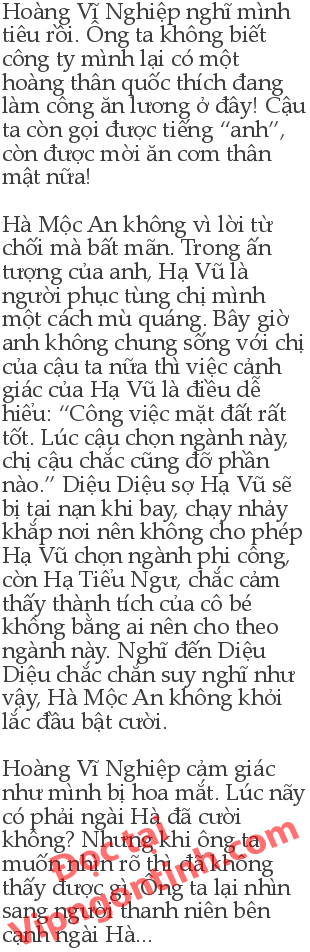 Hoàng Vĩ Nghiệp nghĩ mình
tiêu rồi. Ông ta không biết
công ty mình lại có một
hoàng thân quốc thích đang
làm công ăn lương ở đây! Cậu
ta còn gọi được tiếng “anh”,
còn được mời ăn cơm thân
mật nữa!
Hà Mộc An không vì lời từ
chối mà bất mãn. Trong ấn
tượng của anh, Hạ Vũ là
người phục tùng chị mình
một cách mù quáng. Bây giờ
anh không chung sống với chị
của cậu ta nữa thì việc cảnh
giác của Hạ Vũ là điều dễ
hiểu: “Công việc mặt đất rất
tốt. Lúc cậu chọn ngành này,
chị cậu chắc cũng đỡ phần
nào.” Diệu Diệu sợ Hạ Vũ sẽ
bị tai nạn khi bay, chạy nhảy
khắp nơi nên không cho phép
Hạ Vũ chọn ngành phi công,
còn Hạ Tiểu Ngư, chắc cảm
thấy thành tích của cô bé
không bằng ai nên cho theo
ngành này. Nghĩ đến Diệu
Diệu chắc chắn suy nghĩ như
vậy, Hà Mộc An không khỏi
lắc đầu bật cười.
Hoàng Vĩ Nghiệp cảm giác
như mình bị hoa mắt. Lúc nãy
có phải ngài Hà đã cười
không? Nhưng khi ông ta
muốn nhìn rõ thì đã không
thấy được gì. Ông ta lại nhìn
sang người thanh niên bên
cạnh ngài Hà...
Đọc tại
Vipngontinh.com